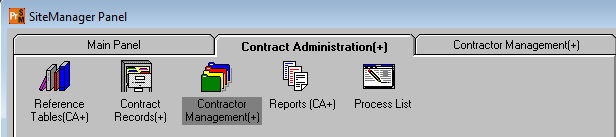 SiteManager Panel
Main Panel
Contract Administration(+)
Contractor Management(+)
Reference Tables(CA+)
Contract Records(+)
Contractor Management(+)
Reports (CA+)
Process List